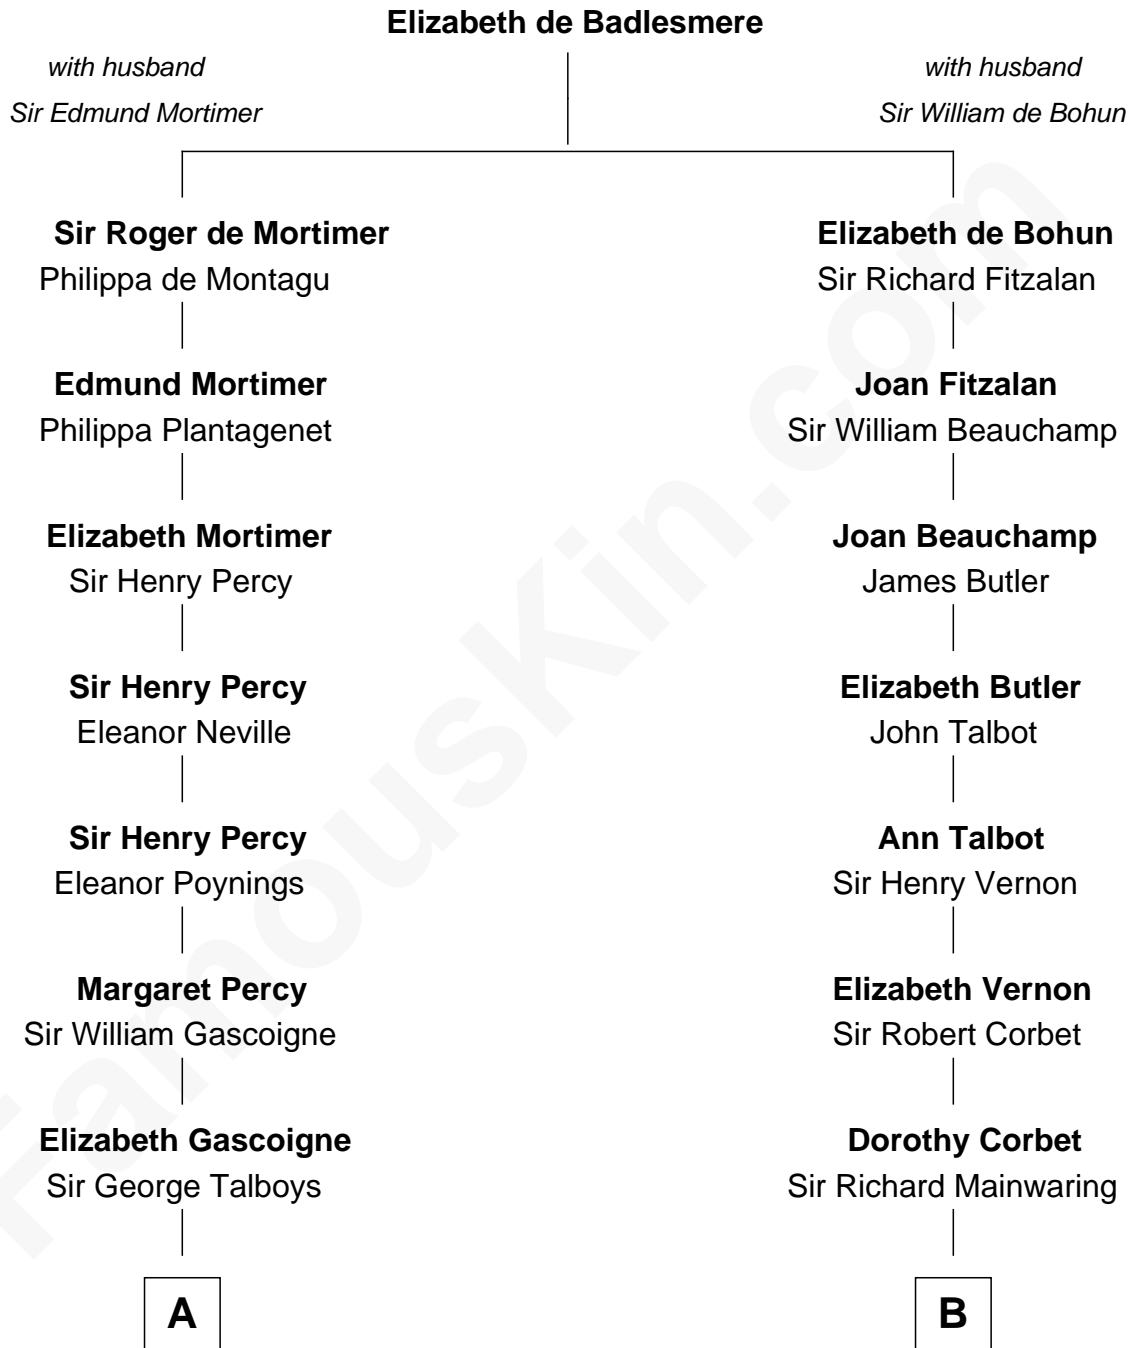 Elizabeth de Badlesmere
with husband
Sir Edmund Mortimer
with husband
Sir William de Bohun
Sir Roger de Mortimer
Philippa de Montagu
Elizabeth de Bohun
Sir Richard Fitzalan
Edmund Mortimer
Philippa Plantagenet
Joan Fitzalan
Sir William Beauchamp
Elizabeth Mortimer
Sir Henry Percy
Joan Beauchamp
James Butler
Sir Henry Percy
Eleanor Neville
Elizabeth Butler
John Talbot
Sir Henry Percy
Eleanor Poynings
Ann Talbot
Sir Henry Vernon
Margaret Percy
Sir William Gascoigne
Elizabeth Vernon
Sir Robert Corbet
Elizabeth Gascoigne
Sir George Talboys
Dorothy Corbet
Sir Richard Mainwaring
A
B
FamousKin.com